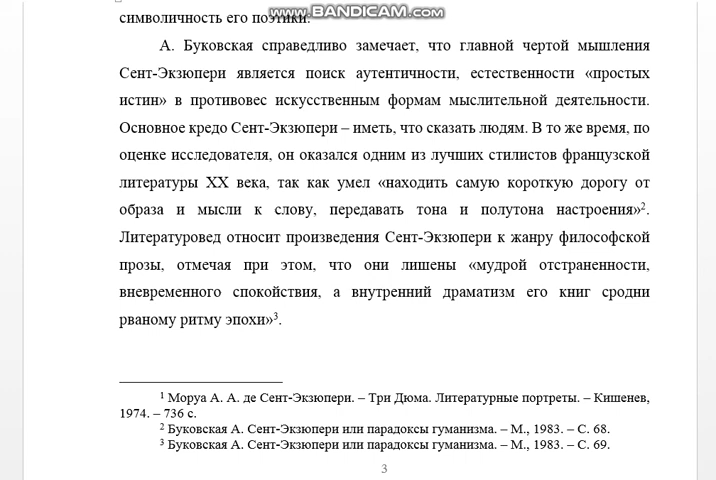 www.BANDICAM.com
символичность его поэтики.
А. Буковская справедливо замечает, что главной чертой мышления
Сент-Экзюпери является поиск аутентичности, естественности «простых
истин» в противовес искусственным формам мыслительной деятельности.
Основное кредо Сент-Экзюпери – иметь, что сказать людям. В то же время, по
оценке исследователя, он оказался одним из лучших стилистов французской
литературы XX века, так как умел «находить самую короткую дорогу от
образа и мысли к слову, передавать тона и полутона настроения»².
Литературовед относит произведения Сент-Экзюпери к жанру философской
прозы, отмечая при этом, что они лишены «мудрой отстраненности,
вневременного спокойствия, а внутренний драматизм его книг сродни
рваному ритму эпохи»³.
¹ Моруа А. А. де Сент-Экзюпери. – Три Дюма. Литературные портреты. – Кишенев,
1974. – 736 с.
² Буковская А. Сент-Экзюпери или парадоксы гуманизма. – М., 1983. – С. 68.
³ Буковская А. Сент-Экзюпери или парадоксы гуманизма. – М., 1983. – С. 69.
3